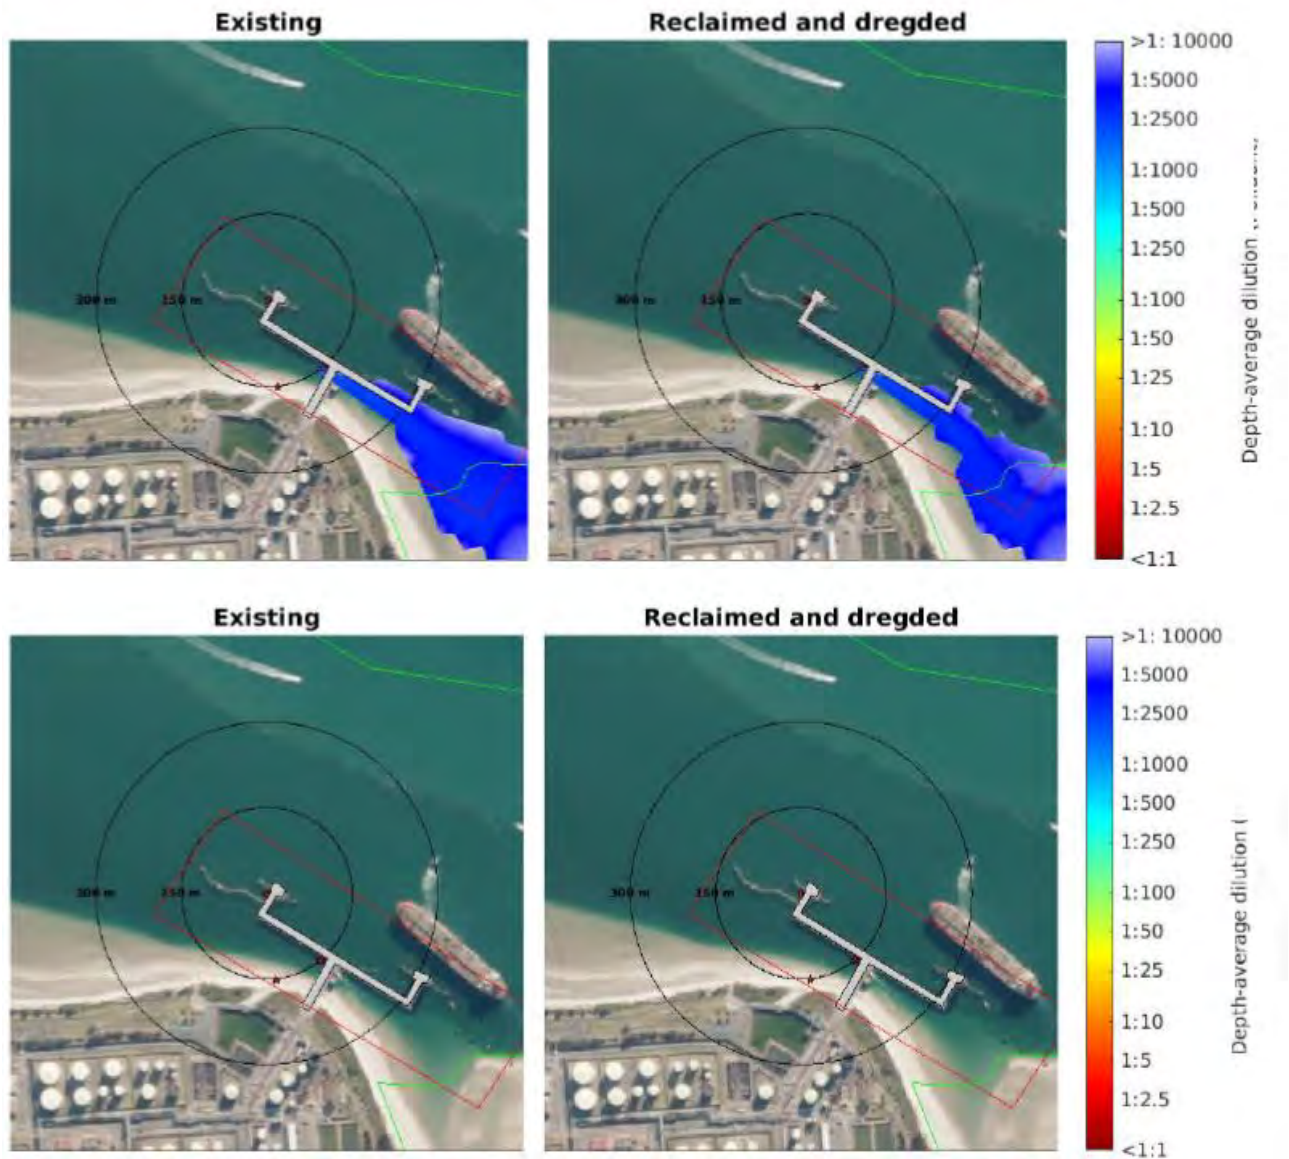 Existing
Reclaimed and dregded
300 m
150 m
300 m
150 m
>1: 10000
1:5000
1:2500
1:1000
1:500
1:250
1:100
1:50
1:25
1:10
1:5
1:2.5
<1:1
Depth-average dilution
Existing
Reclaimed and dregded
300 m
150 m
300 m
150 m
>1: 10000
1:5000
1:2500
1:1000
1:500
1:250
1:100
1:50
1:25
1:10
1:5
1:2.5
<1:1
Depth-average dilution (